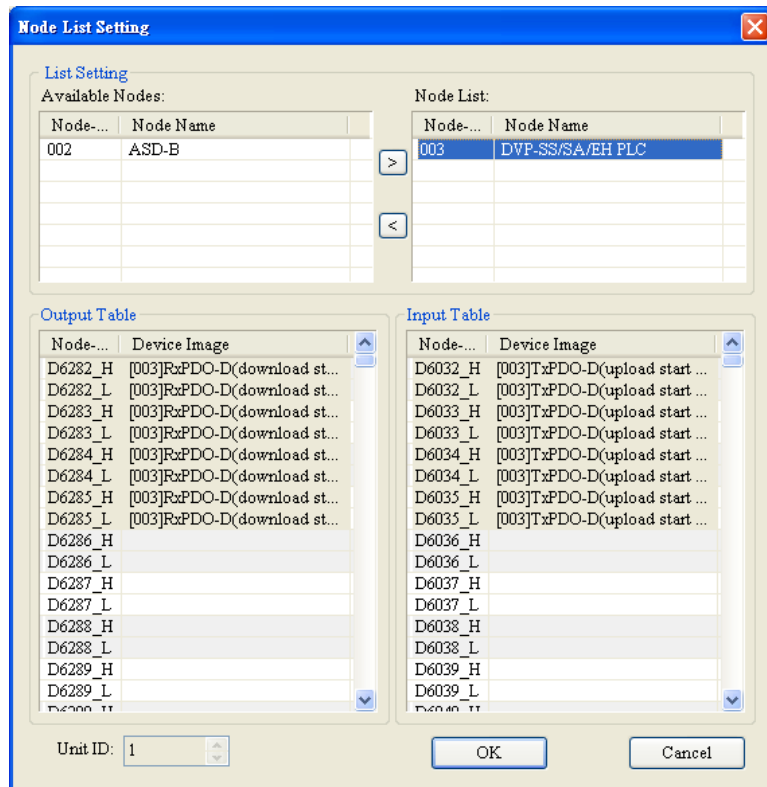 Node List Setting
List Setting
Available Nodes:
Node-... Node Name
002 ASD-B
>
<
Node List:
Node-... Node Name
003 DVP-SS/SA/EH PLC
Output Table
Node-... Device Image
D6282_H [003]RxPDO-D(download st...
D6282_L [003]RxPDO-D(download st...
D6283_H [003]RxPDO-D(download st...
D6283_L [003]RxPDO-D(download st...
D6284_H [003]RxPDO-D(download st...
D6284_L [003]RxPDO-D(download st...
D6285_H [003]RxPDO-D(download st...
D6285_L [003]RxPDO-D(download st...
D6286_H
D6286_L
D6287_H
D6287_L
D6288_H
D6288_L
D6289_H
D6289_L
Input Table
Node-... Device Image
D6032_H [003]TxPDO-D(upload start ...
D6032_L [003]TxPDO-D(upload start ...
D6033_H [003]TxPDO-D(upload start ...
D6033_L [003]TxPDO-D(upload start ...
D6034_H [003]TxPDO-D(upload start ...
D6034_L [003]TxPDO-D(upload start ...
D6035_H [003]TxPDO-D(upload start ...
D6035_L [003]TxPDO-D(upload start ...
D6036_H
D6036_L
D6037_H
D6037_L
D6038_H
D6038_L
D6039_H
D6039_L
Unit ID: 1
OK
Cancel